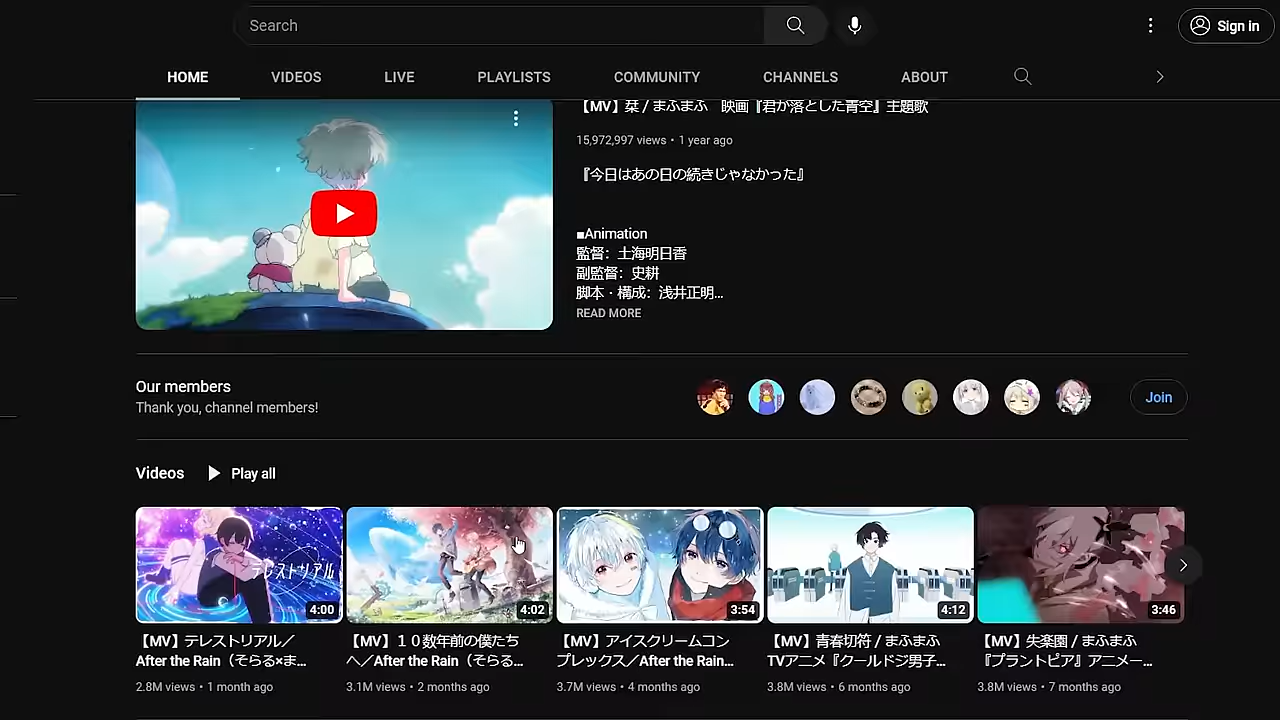 Search
Sign in
HOME
VIDEOS
LIVE
PLAYLISTS
COMMUNITY
CHANNELS
ABOUT
【MV】栞 / まふまふ　映画『君が落とした青空』主題歌
15,972,997 views • 1 year ago
『今日はあの日の続きじゃなかった』
■Animation
監督：土海明日香
副監督：史耕
脚本・構成：浅井正明...
READ MORE
Our members
Thank you, channel members!
Join
Videos
Play all
テレストリアル
4:00
4:02
3:54
4:12
3:46
【MV】テレストリアル／
After the Rain（そらる×ま...
2.8M views • 1 month ago
【MV】１０数年前の僕たち
へ／After the Rain（そらる...
3.1M views • 2 months ago
【MV】アイスクリームコン
プレックス／After the Rain...
3.7M views • 4 months ago
【MV】青春切符 / まふまふ
TVアニメ『クールドジ男子...
3.8M views • 6 months ago
【MV】失楽園 / まふまふ
『プラントピア』アニメー...
3.8M views • 7 months ago